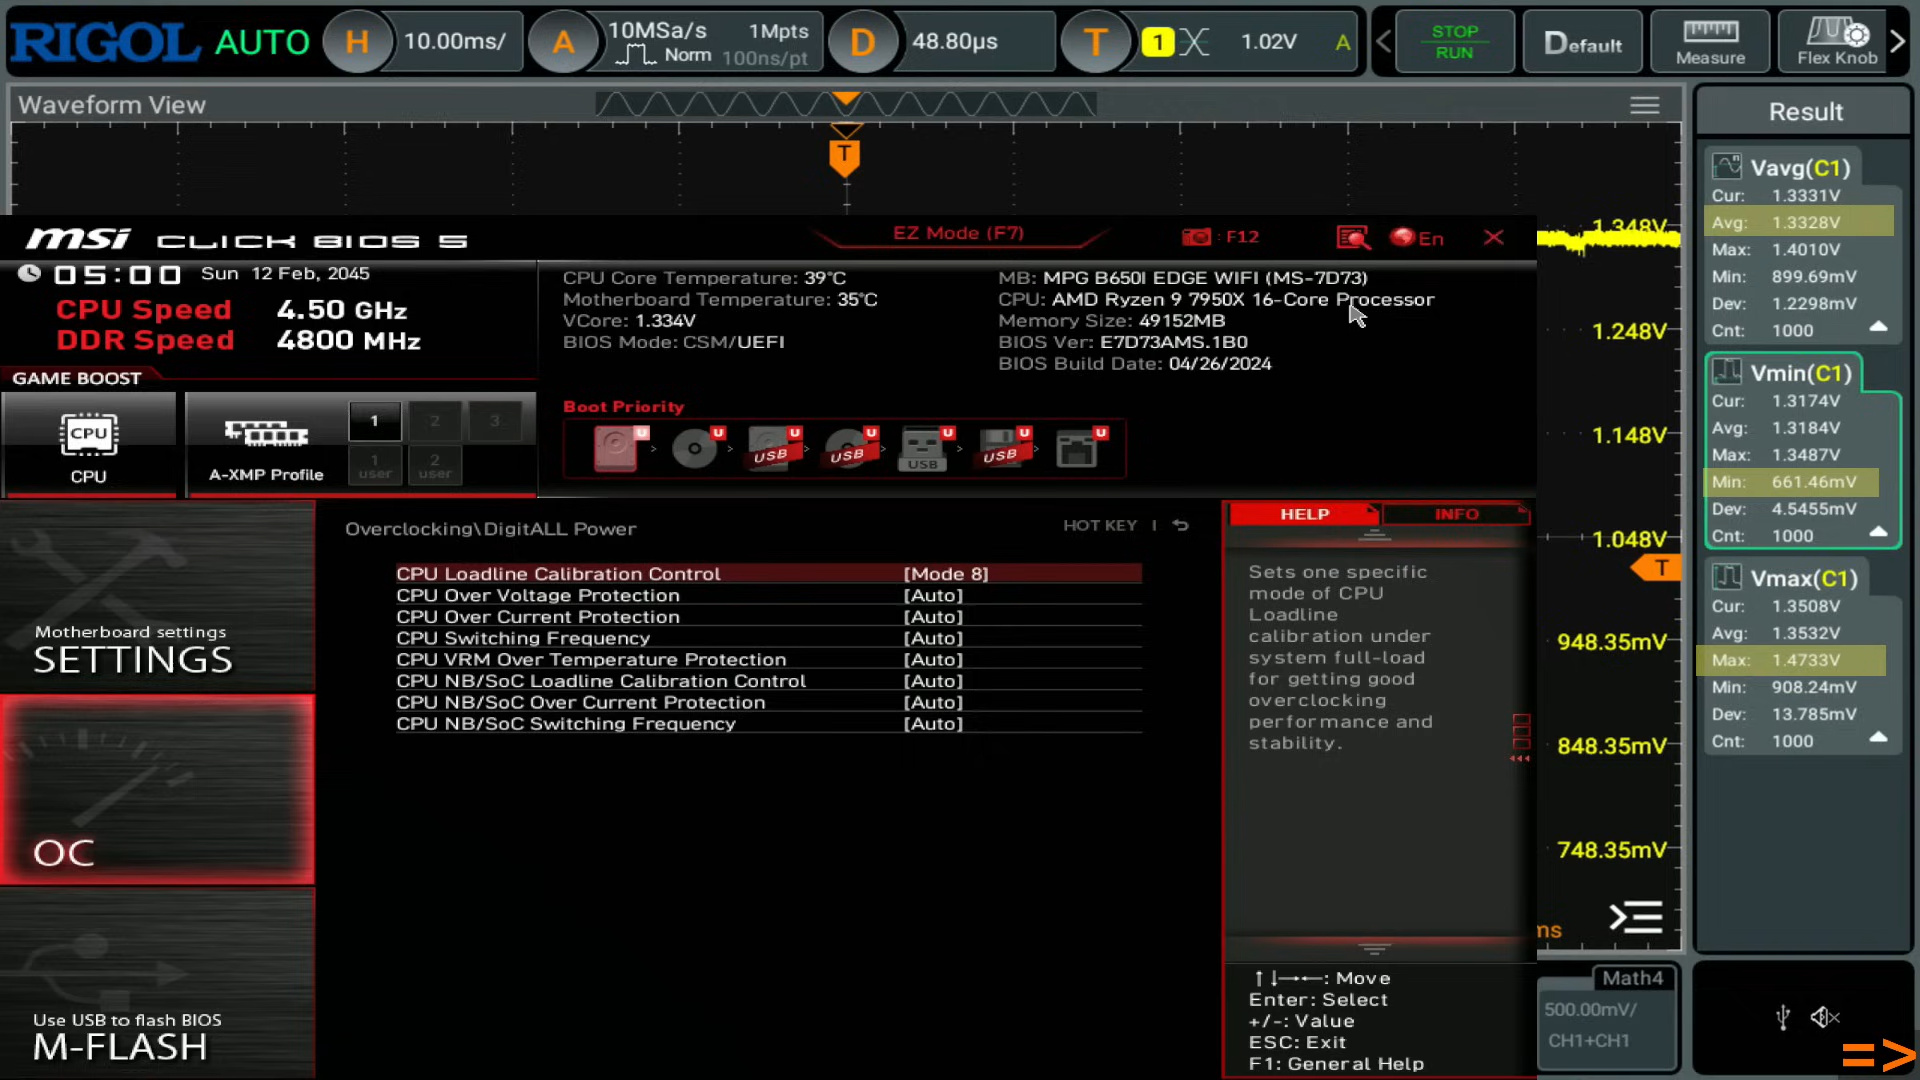 RIGOL AUTO H 10.00ms/ A 10MSa/s 1Mpts D 48.80µs T 1 1.02V A STOP RUN Default Measure Flex Knob
Norm 100ns/pt
Waveform View
T
Result
Vavg(C1)
Cur: 1.3331V
Avg: 1.3328V
Max: 1.4010V
Min: 899.69mV
Dev: 1.2298mV
Cnt: 1000
Vmin(C1)
Cur: 1.3174V
Avg: 1.3184V
Max: 1.3487V
Min: 661.46mV
Dev: 4.5455mV
Cnt: 1000
Vmax(C1)
Cur: 1.3508V
Avg: 1.3532V
Max: 1.4733V
Min: 908.24mV
Dev: 13.785mV
Cnt: 1000
1.348V
1.248V
1.148V
1.048V
T
948.35mV
848.35mV
748.35mV
ms
Math4
500.00mV/
CH1+CH1
=>
msi CLICK BIOS 5
EZ Mode (F7)
: F12
En
05:00 Sun 12 Feb, 2045
CPU Speed 4.50 GHz
DDR Speed 4800 MHz
CPU Core Temperature: 39°C
Motherboard Temperature: 35°C
VCore: 1.334V
BIOS Mode: CSM/UEFI
MB: MPG B650I EDGE WIFI (MS-7D73)
CPU: AMD Ryzen 9 7950X 16-Core Processor
Memory Size: 49152MB
BIOS Ver: E7D73AMS.1B0
BIOS Build Date: 04/26/2024
GAME BOOST
CPU
CPU
A-XMP Profile
1 2 3
1 user 2 user
Boot Priority
U U U U U U U
USB USB USB USB
Motherboard settings
SETTINGS
OC
Use USB to flash BIOS
M-FLASH
Overclocking\DigitALL Power
HOT KEY |
CPU Loadline Calibration Control [Mode 8]
CPU Over Voltage Protection [Auto]
CPU Over Current Protection [Auto]
CPU Switching Frequency [Auto]
CPU VRM Over Temperature Protection [Auto]
CPU NB/SoC Loadline Calibration Control [Auto]
CPU NB/SoC Over Current Protection [Auto]
CPU NB/SoC Switching Frequency [Auto]
HELP INFO
Sets one specific
mode of CPU
Loadline
calibration under
system full-load
for getting good
overclocking
performance and
stability.
↑↓→←: Move
Enter: Select
+/-: Value
ESC: Exit
F1: General Help